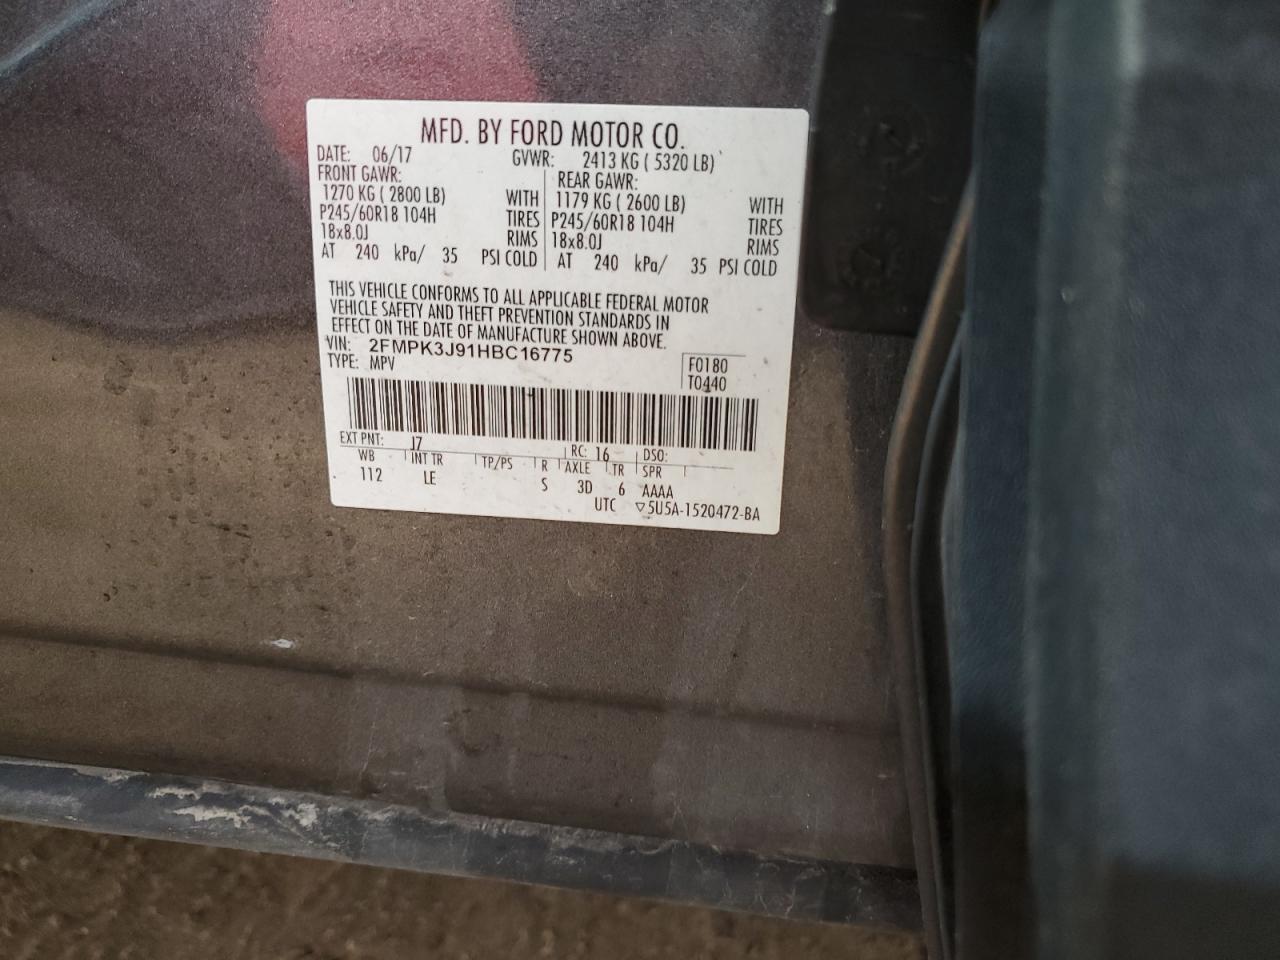 MFD. BY FORD MOTOR CO.
DATE: 06/17 GVWR: 2413 KG ( 5320 LB)
FRONT GAWR: REAR GAWR:
1270 KG ( 2800 LB) WITH 1179 KG ( 2600 LB) WITH
P245/60R18 104H TIRES P245/60R18 104H TIRES
18x8.0J RIMS 18x8.0J RIMS
AT 240 kPa/ 35 PSI COLD AT 240 kPa/ 35 PSI COLD
THIS VEHICLE CONFORMS TO ALL APPLICABLE FEDERAL MOTOR
VEHICLE SAFETY AND THEFT PREVENTION STANDARDS IN
EFFECT ON THE DATE OF MANUFACTURE SHOWN ABOVE.
VIN: 2FMPK3J91HBC16775
TYPE: MPV F0180
T0440
EXT PNT: J7 RC: 16 DSO:
WB INT TR TP/PS R AXLE TR SPR
112 LE S 3D 6 AAAA
UTC ▽5U5A-1520472-BA